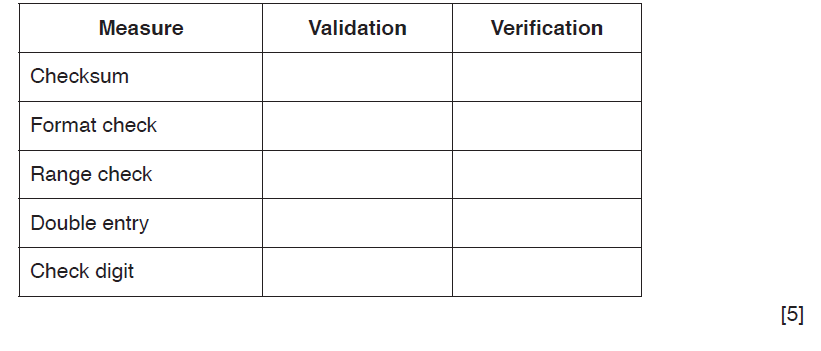 Measure Validation Verification
Checksum
Format check
Range check
Double entry
Check digit
[5]